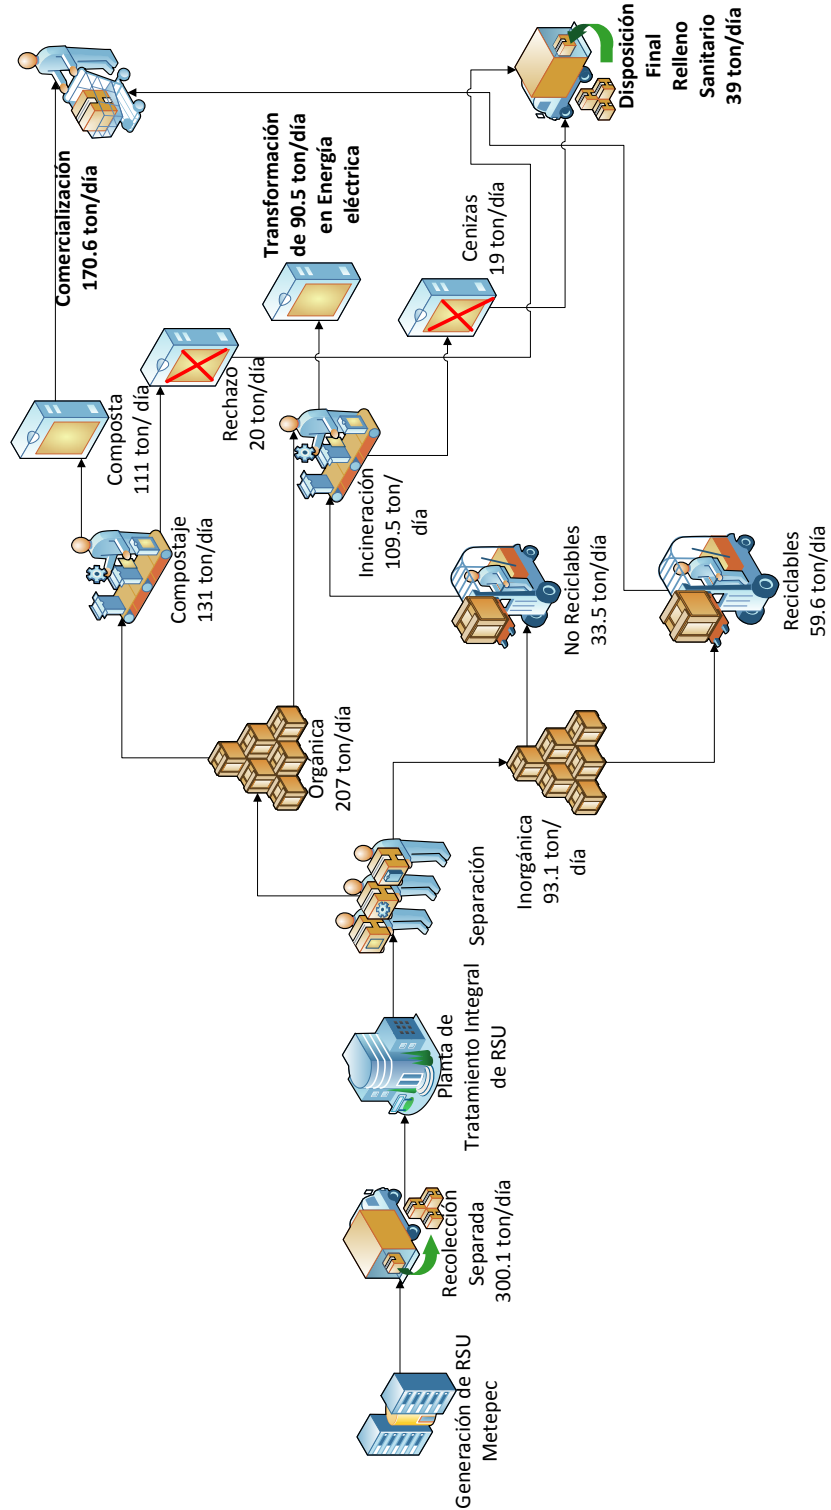 Generación de RSU
Metepec
Recolección
Separada
300.1 ton/día
Planta de
Tratamiento Integral
de RSU
Separación
Orgánica
207 ton/día
Inorgánica
93.1 ton/
día
Compostaje
131 ton/día
Incineración
109.5 ton/
día
No Reciclables
33.5 ton/día
Reciclables
59.6 ton/día
Composta
111 ton/ día
Rechazo
20 ton/día
Comercialización
170.6 ton/día
Transformación
de 90.5 ton/día
en Energía
eléctrica
Cenizas
19 ton/día
Disposición
Final
Relleno
Sanitario
39 ton/día